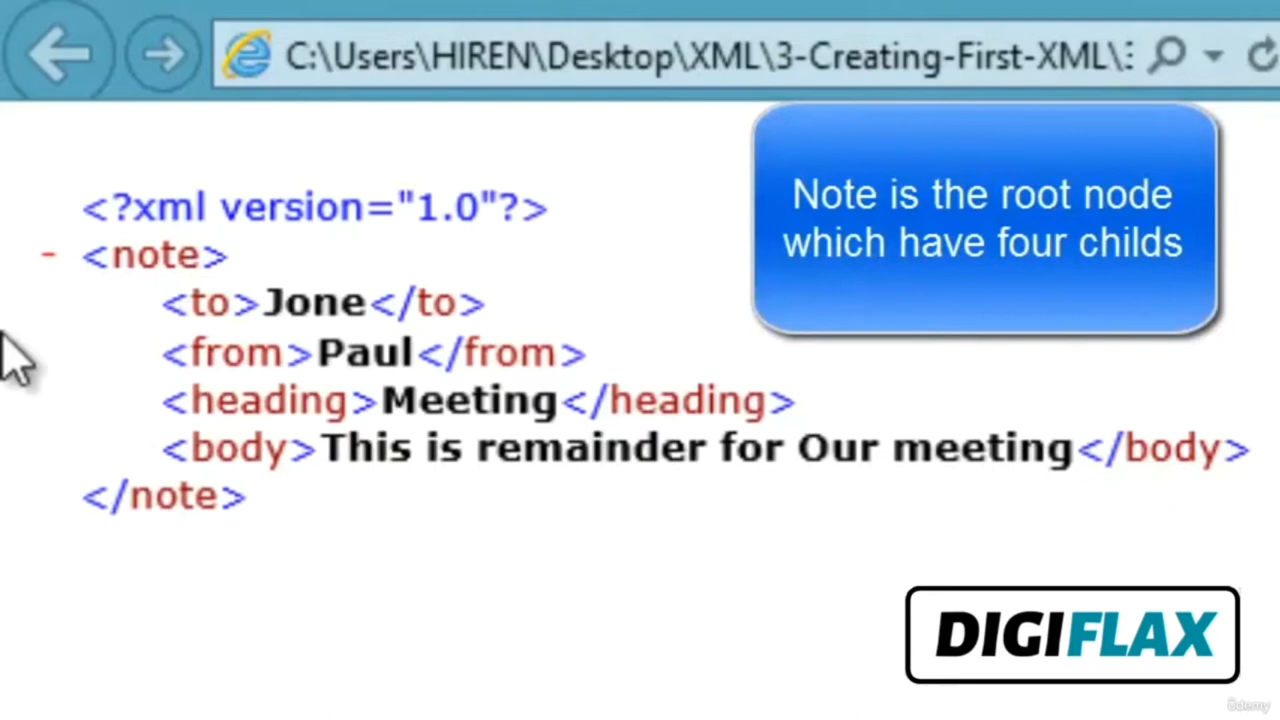 C:\Users\HIREN\Desktop\XML\3-Creating-First-XML\
Note is the root node
which have four childs
<?xml version="1.0"?>
- <note>
<to>Jone</to>
<from>Paul</from>
<heading>Meeting</heading>
<body>This is remainder for Our meeting</body>
</note>
DIGIFLAX
ûdemy